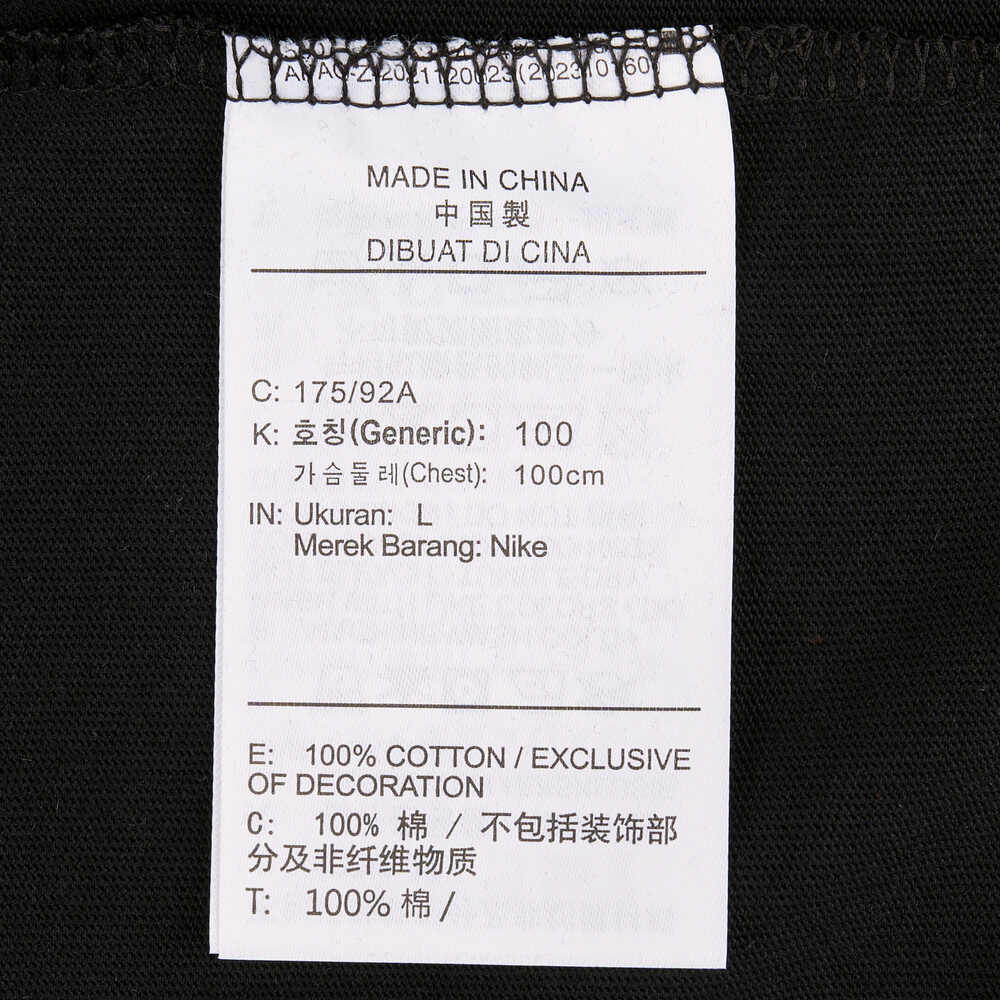 MADE IN CHINA
中国製
DIBUAT DI CINA
C: 175/92A
K: 호칭(Generic): 100
가슴둘레(Chest): 100cm
IN: Ukuran: L
Merek Barang: Nike
E: 100% COTTON / EXCLUSIVE
OF DECORATION
C: 100% 棉 / 不包括装饰部
分及非纤维物质
T: 100% 棉 /